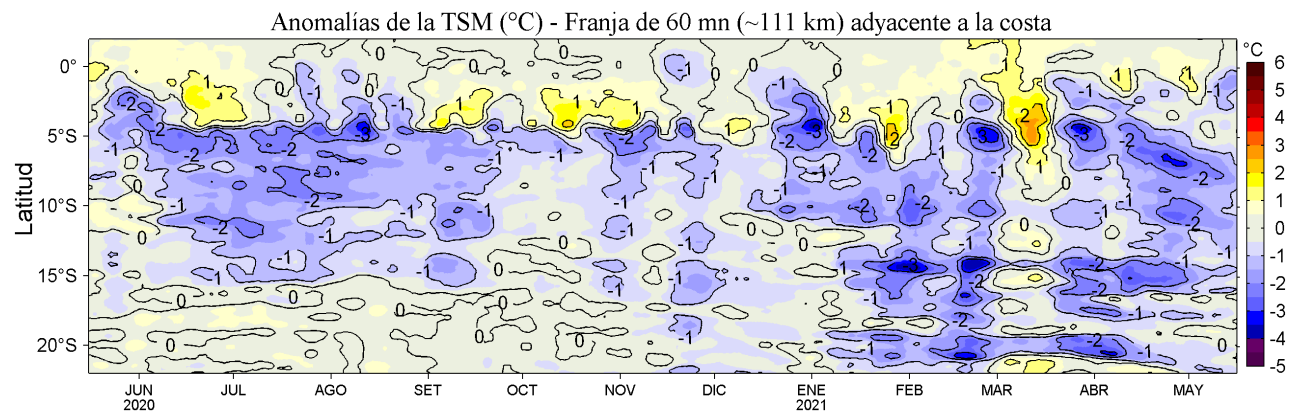 Anomalías de la TSM (°C) - Franja de 60 mn (~111 km) adyacente a la costa
°C
6
5
4
3
2
1
0
-1
-2
-3
-4
-5
Latitud
0°
5°S
10°S
15°S
20°S
JUN JUL AGO SET OCT NOV DIC ENE FEB MAR ABR MAY
2020 2021